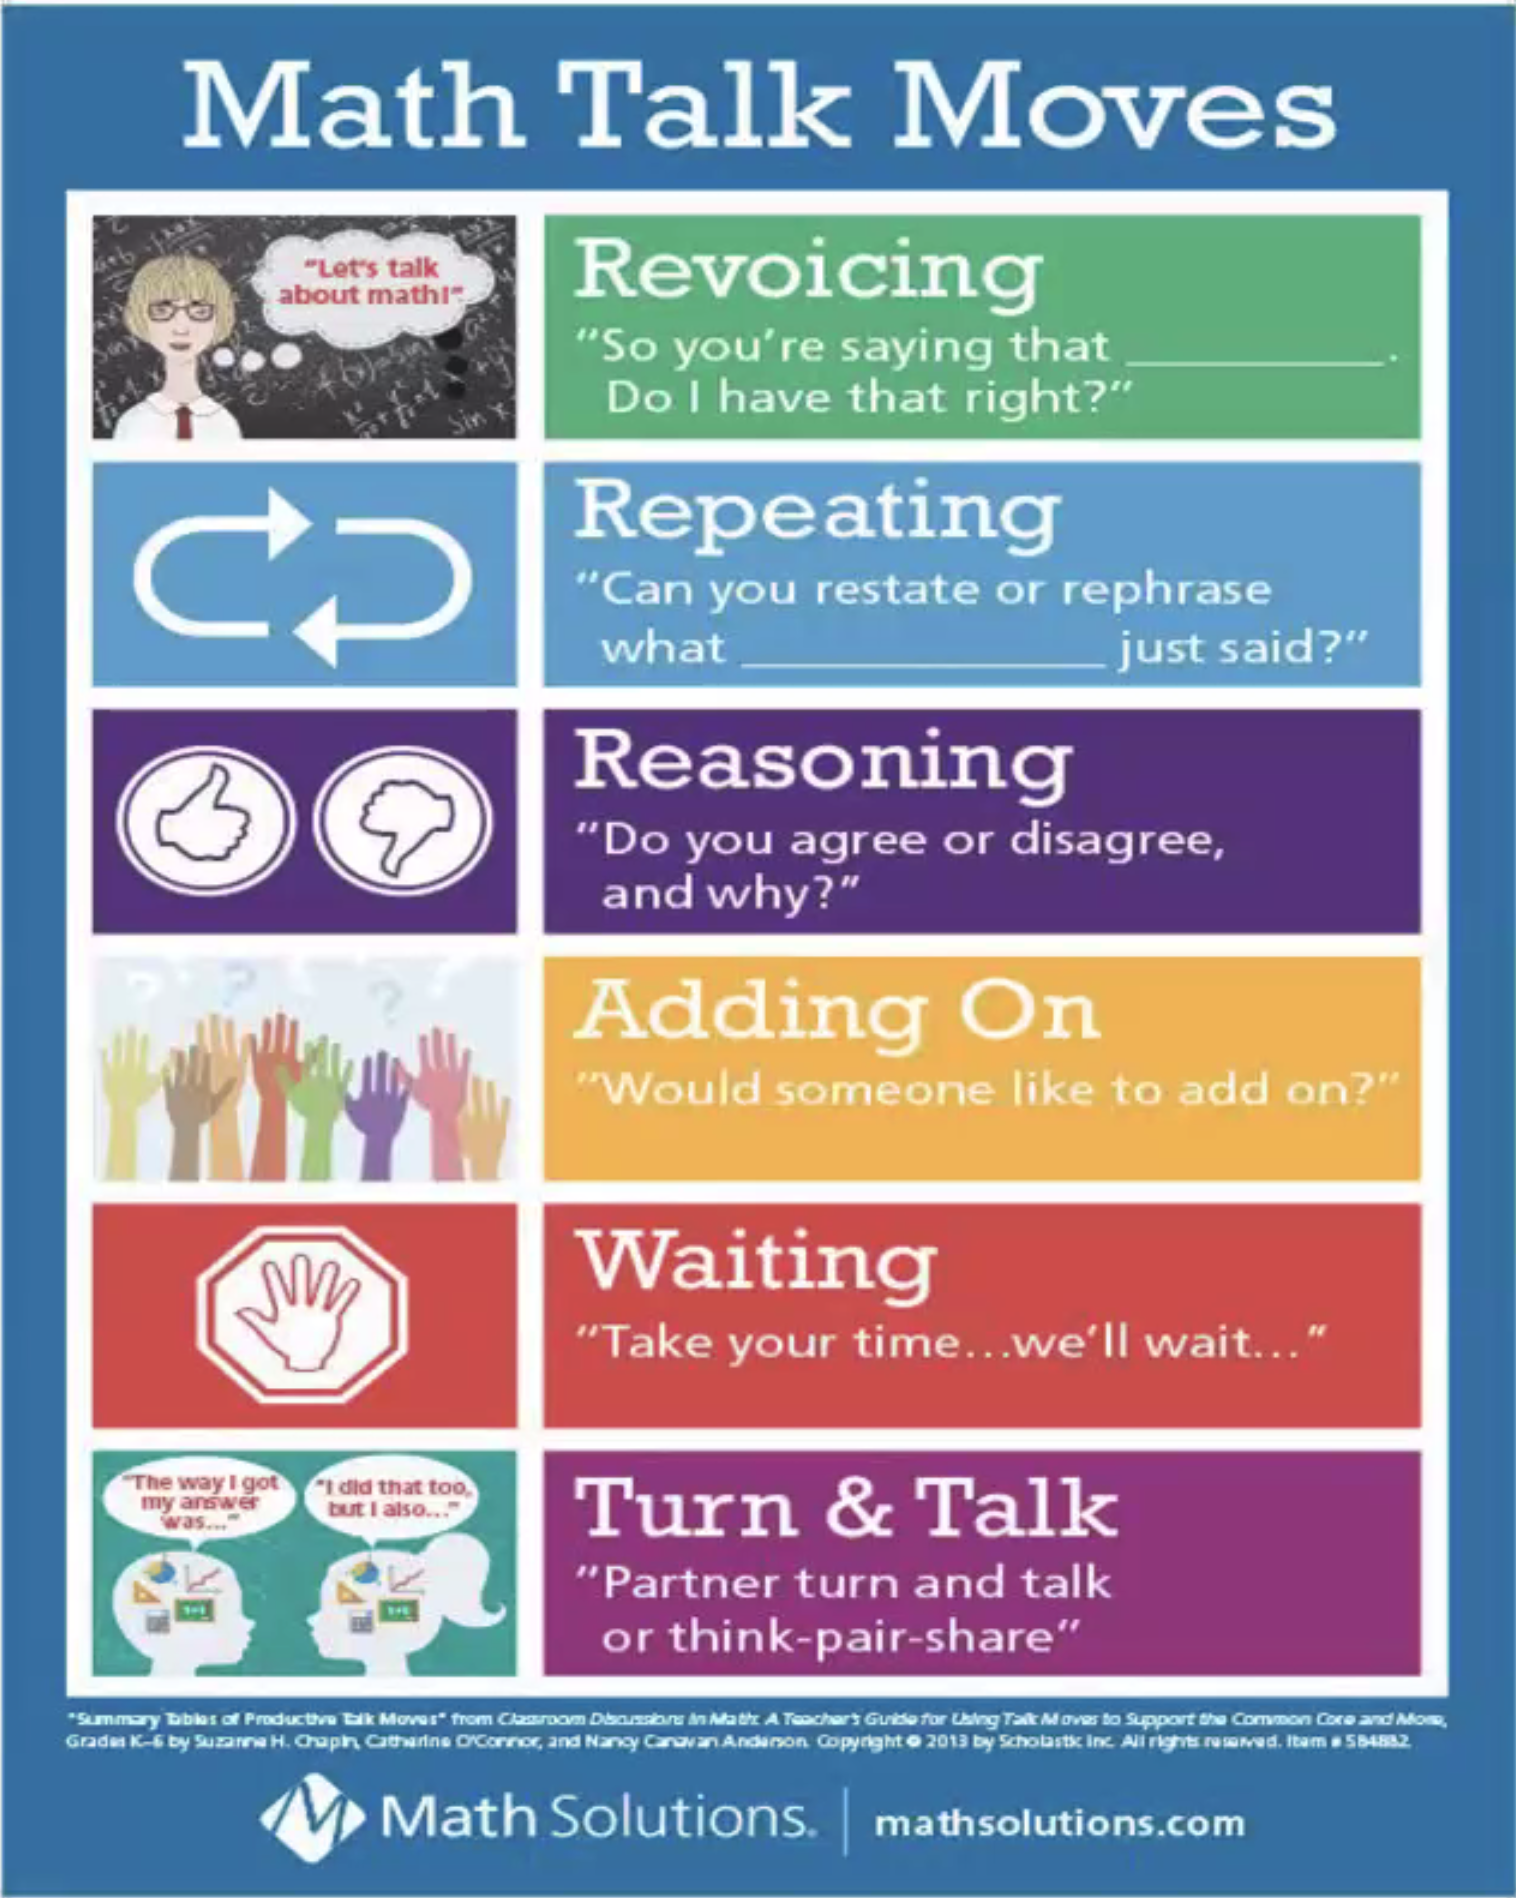 Math Talk Moves
"Let's talk
about math!"
Revoicing
"So you're saying that ____________.
Do I have that right?"
Repeating
"Can you restate or rephrase
what ________________ just said?"
Reasoning
"Do you agree or disagree,
and why?"
Adding On
"Would someone like to add on?"
Waiting
"Take your time...we'll wait..."
"The way I got
my answer
was..."
"I did that too,
but I also..."
Turn & Talk
"Partner turn and talk
or think-pair-share"
"Summary Tables of Productive Talk Moves" from Classroom Discussions in Math: A Teacher's Guide for Using Talk Moves to Support the Common Core and More,
Grades K–6 by Suzanne H. Chapin, Catherine O'Connor, and Nancy Canavan Anderson. Copyright © 2013 by Scholastic Inc. All rights reserved. Item #
Math Solutions. | mathsolutions.com